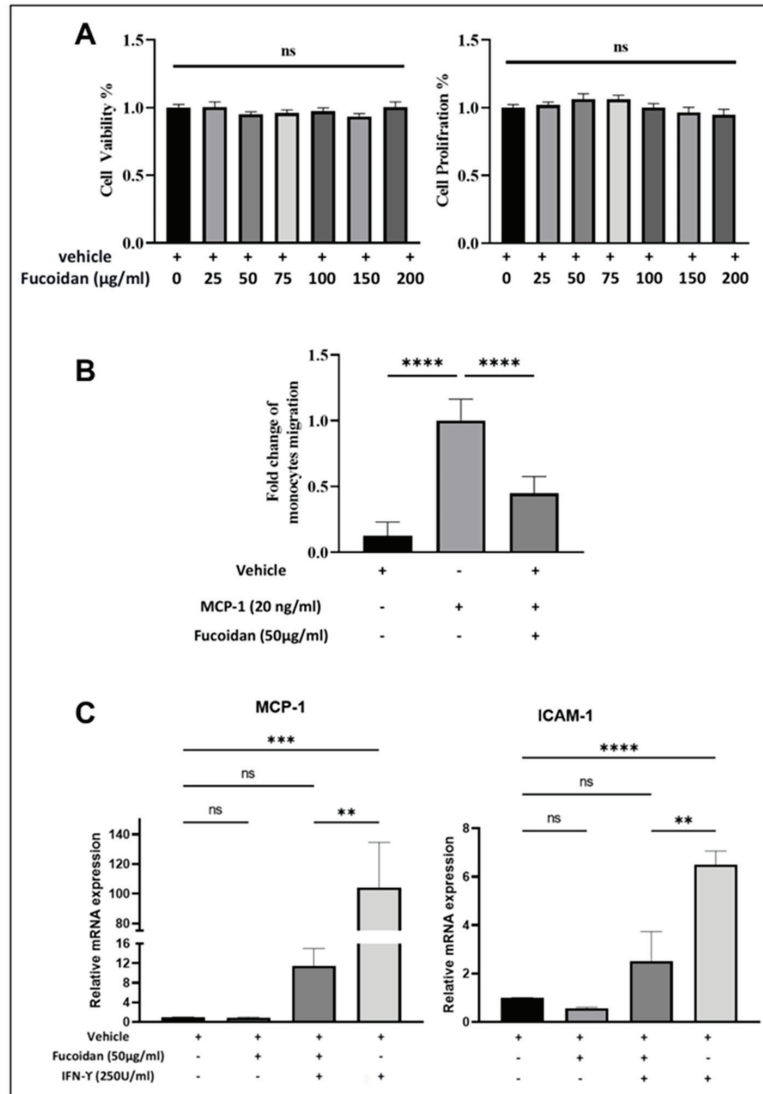 A
ns
1.5
1.0
0.5
0.0
Cell Vaibility %
ns
1.5
1.0
0.5
0.0
Cell Prolifration %
vehicle + + + + + + + + + + + + + +
Fucoidan (µg/ml) 0 25 50 75 100 150 200 0 25 50 75 100 150 200
B
**** ****
1.5
1.0
0.5
0.0
Fold change of
monocytes migration
Vehicle + - +
MCP-1 (20 ng/ml) - + +
Fucoidan (50µg/ml) - - +
C
MCP-1
***
ns
ns **
140
120
100
80
16
12
8
4
0
Relative mRNA expression
ICAM-1
****
ns
ns **
8
6
4
2
0
Relative mRNA expression
Vehicle + + + + + + + +
Fucoidan (50µg/ml) - + + - - + + -
IFN-ϒ (250U/ml) - - + + - - + +